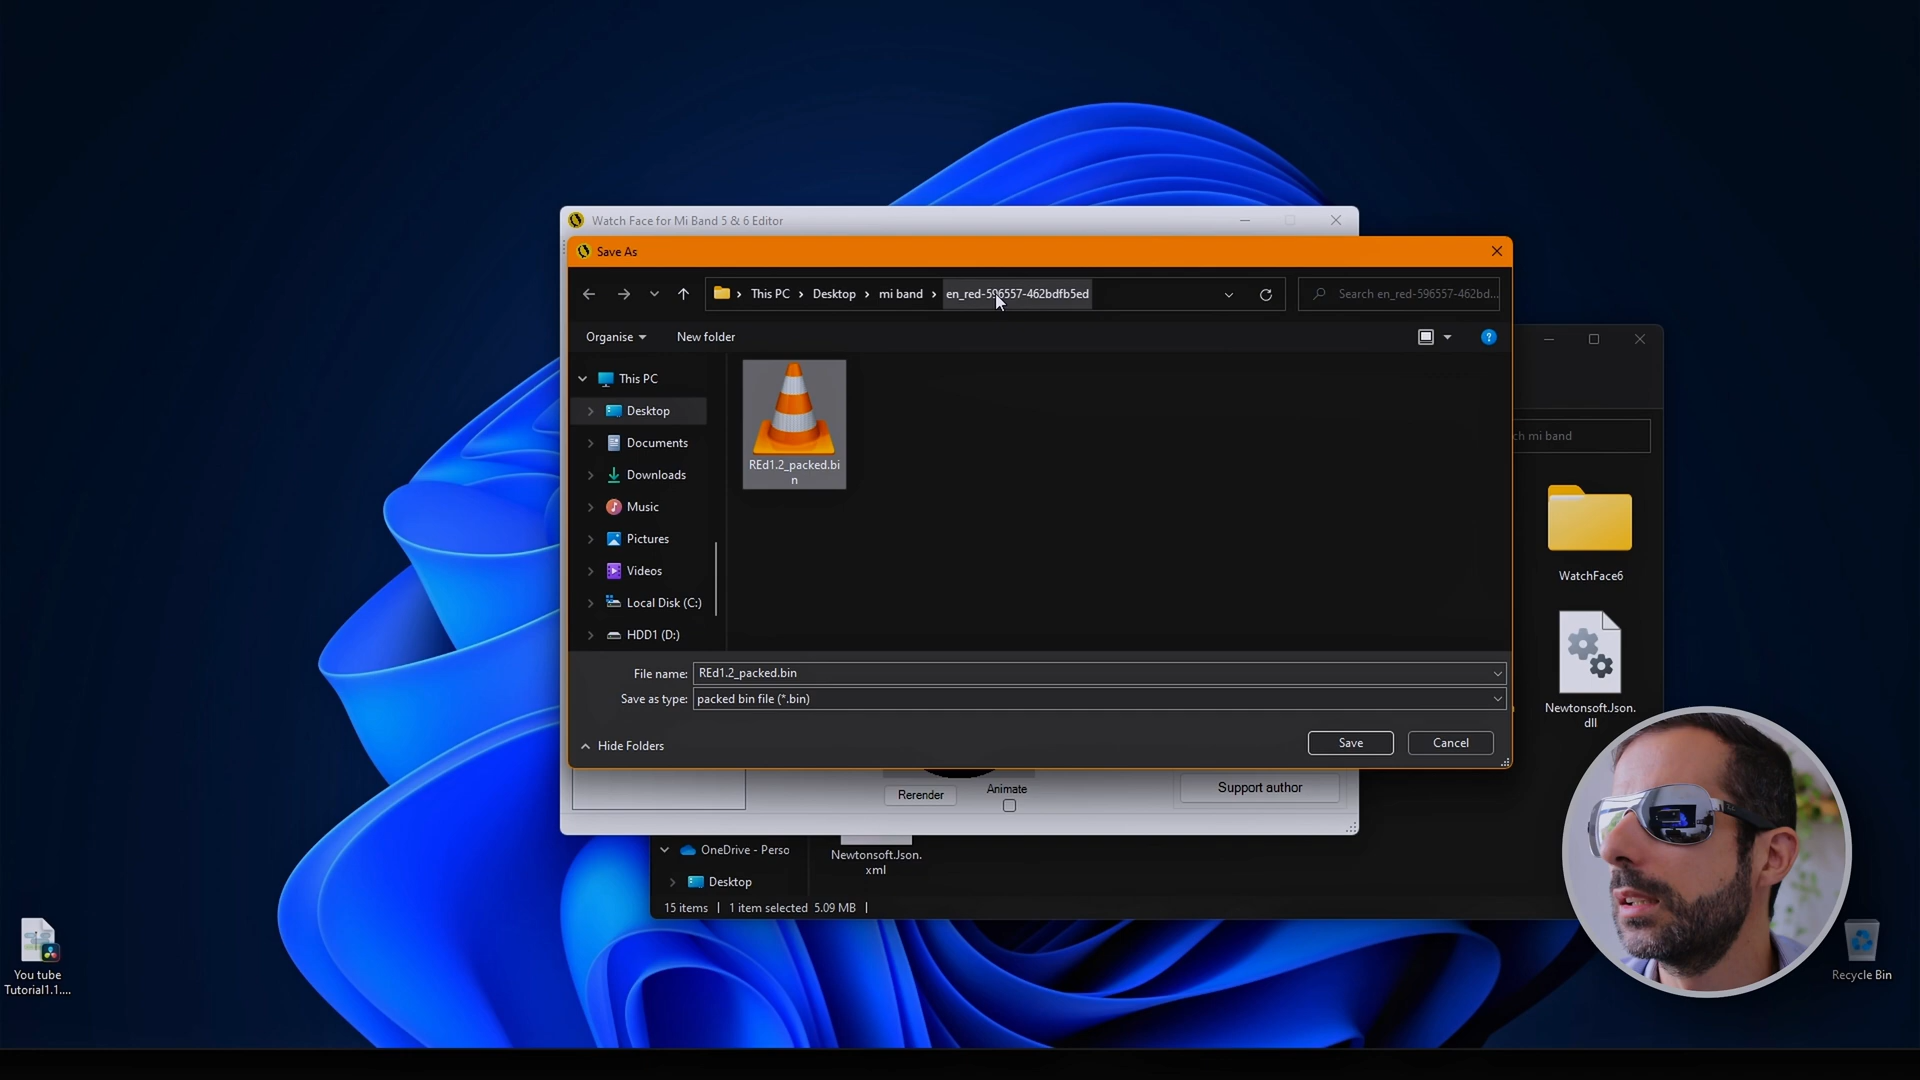 Watch Face for Mi Band 5 & 6 Editor
Save As
This PC
Desktop
mi band
en_red-596557-462bdfb5ed
Search en_red-596557-462bd...
Organise
New folder
This PC
Desktop
Documents
Downloads
Music
Pictures
Videos
Local Disk (C:)
HDD1 (D:)
REd1.2_packed.bi
n
File name:
REd1.2_packed.bin
Save as type:
packed bin file (*.bin)
Hide Folders
Save
Cancel
ch mi band
WatchFace6
Newtonsoft.Json.
dll
Rerender
Animate
Support author
OneDrive - Perso
Desktop
Newtonsoft.Json.
xml
15 items
1 item selected 5.09 MB
You tube
Tutorial1.1....
Recycle Bin